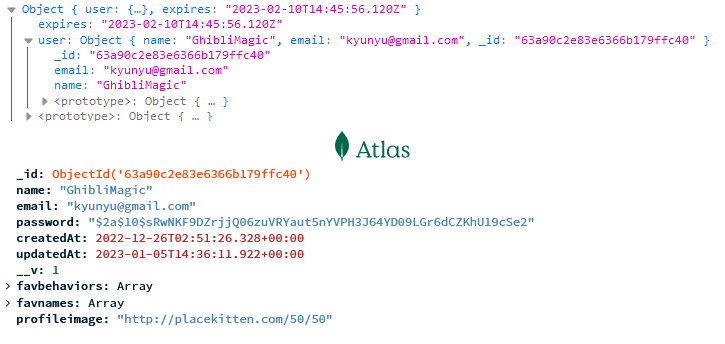 Object { user: {…}, expires: "2023-02-10T14:45:56.120Z" }
expires: "2023-02-10T14:45:56.120Z"
user: Object { name: "GhibliMagic", email: "kyunyu@gmail.com", _id: "63a90c2e83e6366b179ffc40" }
_id: "63a90c2e83e6366b179ffc40"
email: "kyunyu@gmail.com"
name: "GhibliMagic"
<prototype>: Object { … }
<prototype>: Object { … }
Atlas
_id: ObjectId('63a90c2e83e6366b179ffc40')
name: "GhibliMagic"
email: "kyunyu@gmail.com"
password: "$2a$10$sRwNKF9DZrjjQ06zuVRYaut5nYVPH3J64YD09LGr6dCZKhU19cSe2"
createdAt: 2022-12-26T02:51:26.328+00:00
updatedAt: 2023-01-05T14:36:11.922+00:00
__v: 1
favbehaviors: Array
favnames: Array
profileimage: "http://placekitten.com/50/50"